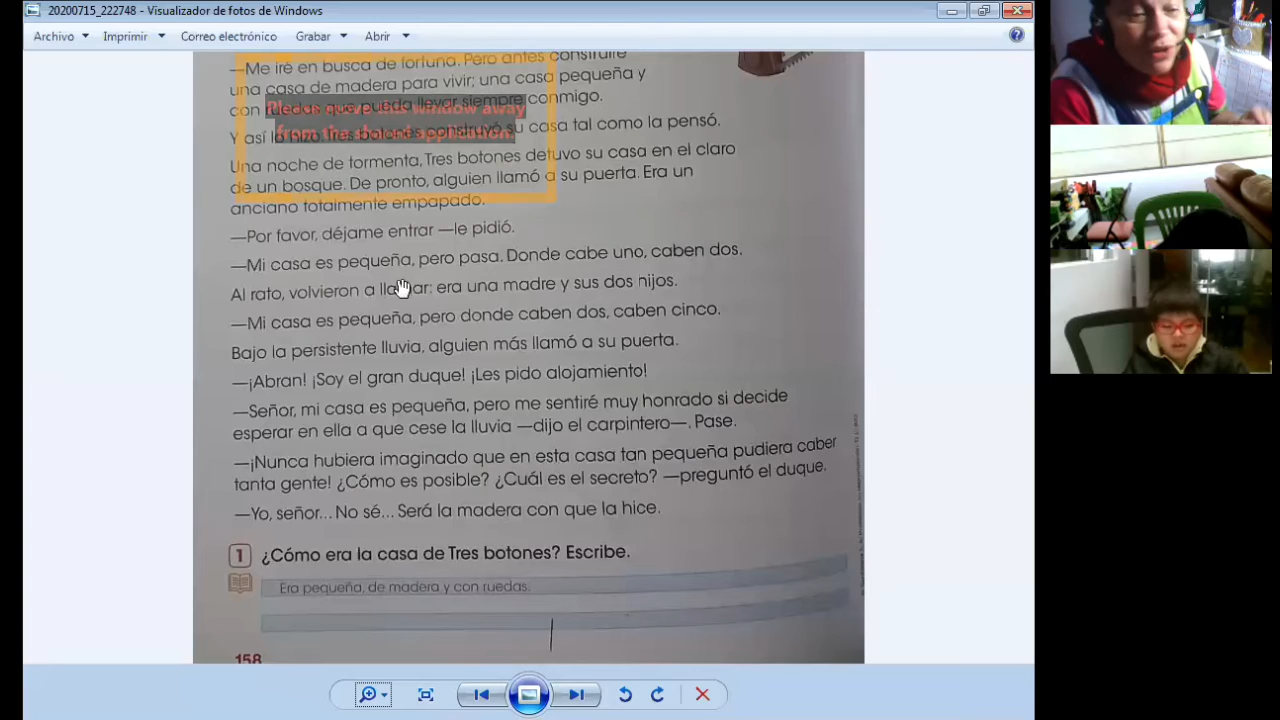 20200715_222748 - Visualizador de fotos de Windows
Archivo Imprimir Correo electrónico Grabar Abrir
—Me iré en busca de fortuna. Pero antes construiré
una casa de madera para vivir; una casa pequeña y
con ruedas que pueda llevar siempre conmigo.
Please move this window away
from the shared application.
Y así lo hizo. Tres botones construyó su casa tal como la pensó.
Una noche de tormenta, Tres botones detuvo su casa en el claro
de un bosque. De pronto, alguien llamó a su puerta. Era un
anciano totalmente empapado.
—Por favor, déjame entrar —le pidió.
—Mi casa es pequeña, pero pasa. Donde cabe uno, caben dos.
Al rato, volvieron a llamar: era una madre y sus dos hijos.
—Mi casa es pequeña, pero donde caben dos, caben cinco.
Bajo la persistente lluvia, alguien más llamó a su puerta.
—¡Abran! ¡Soy el gran duque! ¡Les pido alojamiento!
—Señor, mi casa es pequeña, pero me sentiré muy honrado si decide
esperar en ella a que cese la lluvia —dijo el carpintero—. Pase.
—¡Nunca hubiera imaginado que en esta casa tan pequeña pudiera caber
tanta gente! ¿Cómo es posible? ¿Cuál es el secreto? —preguntó el duque.
—Yo, señor... No sé... Será la madera con que la hice.
1 ¿Cómo era la casa de Tres botones? Escribe.
Era pequeña, de madera y con ruedas.
158